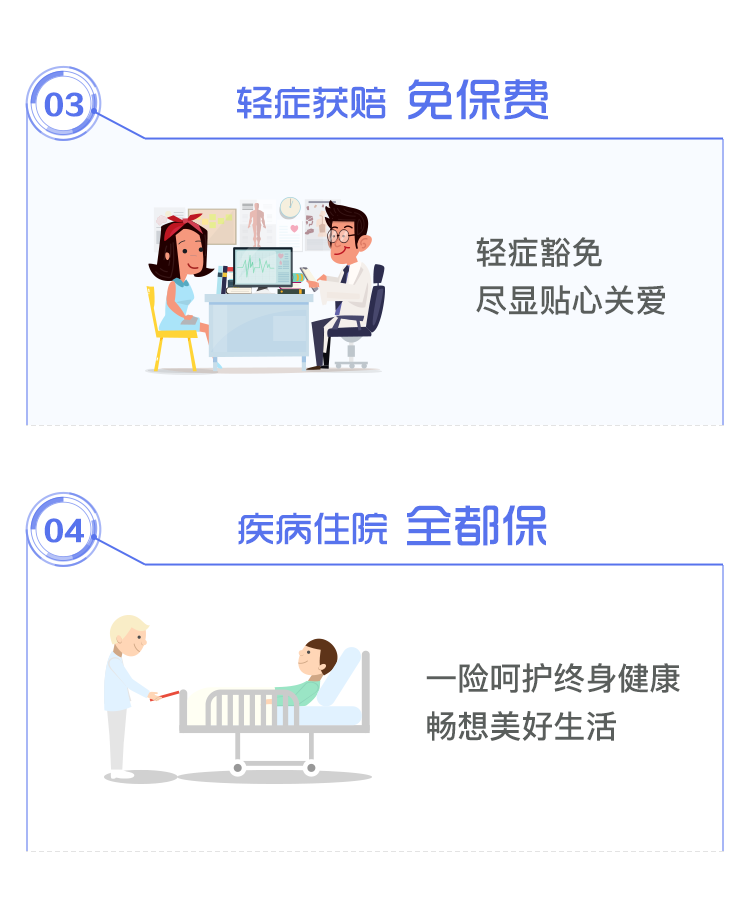 03
轻症获赔 免保费
轻症豁免
尽显贴心关爱
04
疾病住院 全都保
一险呵护终身健康
畅想美好生活